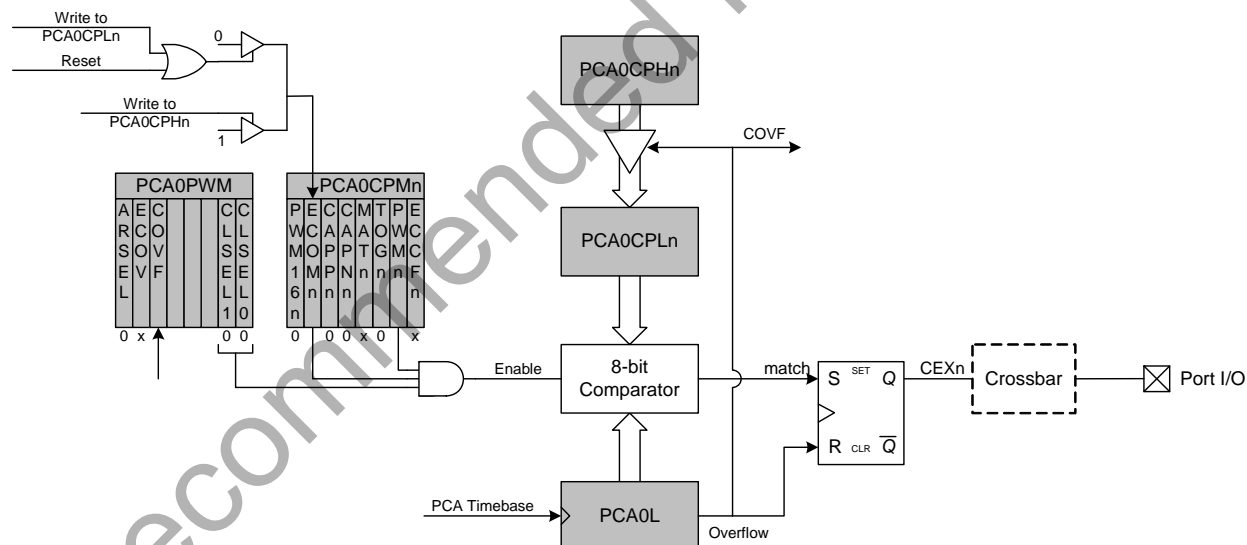 Write to
PCA0CPLn
Reset
0
Write to
PCA0CPHn
1
PCA0CPHn
COVF
PCA0PWM
ARSEL
ECOV
COVF
CLSEL1
CLSEL0
0 x 0 0
PCA0CPMn
PWM16n
ECOMn
CAPPn
CAPNn
MATn
TOGn
PWMn
ECCFn
0 0 0 x 0 x
PCA0CPLn
Enable
8-bit
Comparator
match
S SET Q
R CLR Q
CEXn
Crossbar
Port I/O
PCA Timebase
PCA0L
Overflow
ecommended